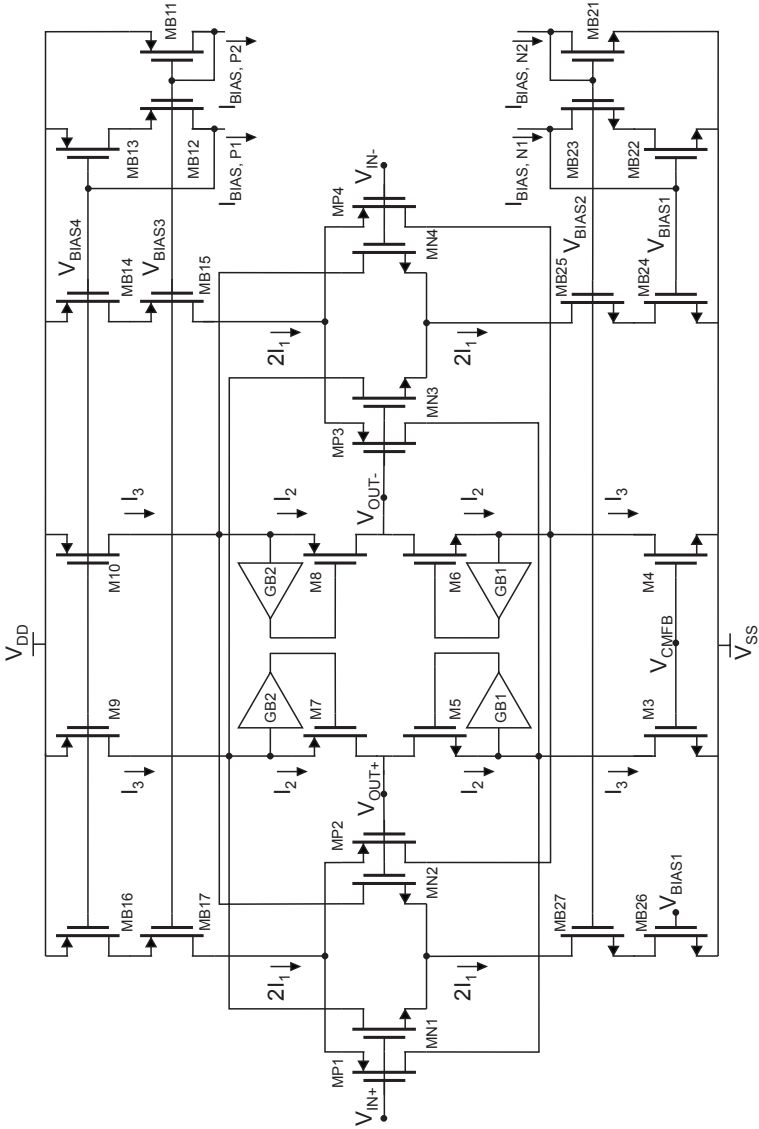 V_DD
MB16
M9
M10
V_BIAS4
MB14
MB13
MB11
MB17
I_3
I_3
V_BIAS3
MB15
MB12
I_BIAS, P1
I_BIAS, P2
2I_1
I_2
I_2
2I_1
GB2
GB2
M7
M8
MP1
MP2
MP3
MP4
V_IN+
V_OUT+
V_OUT-
V_IN-
MN1
MN2
MN3
MN4
M5
M6
GB1
GB1
2I_1
I_2
I_2
2I_1
I_BIAS, N1
I_BIAS, N2
MB27
I_3
I_3
MB25
V_BIAS2
MB23
MB21
MB26
V_BIAS1
M3
V_CMFB
M4
MB24
V_BIAS1
MB22
V_SS